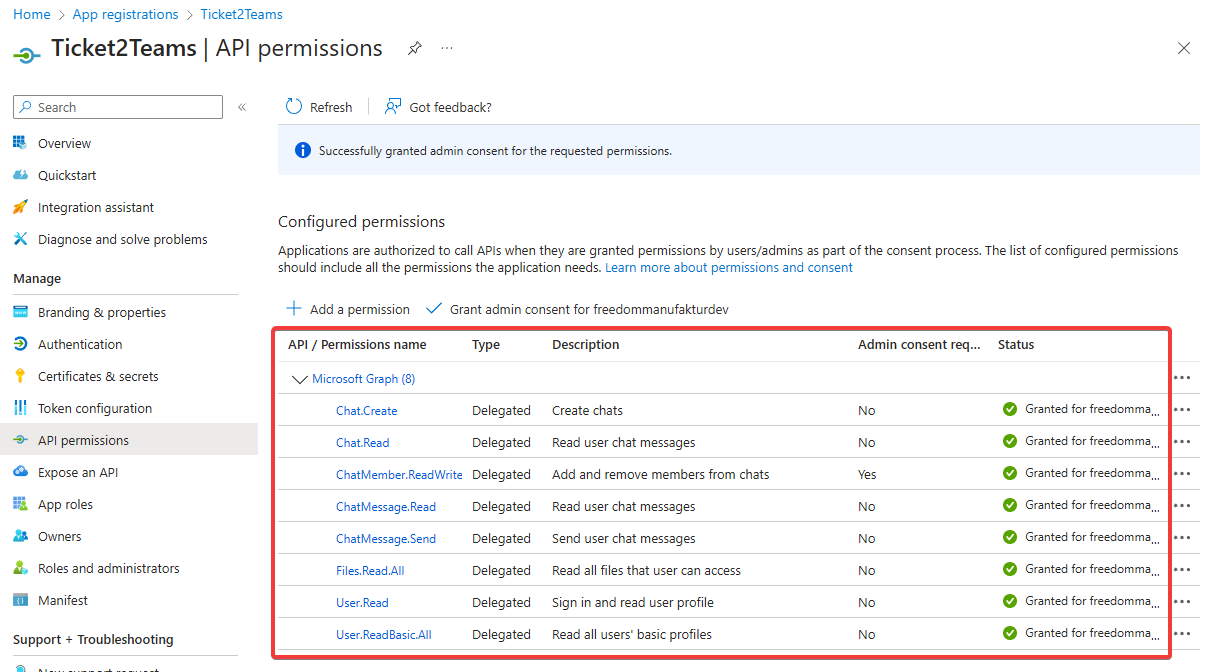 Home > App registrations > Ticket2Teams
Ticket2Teams | API permissions ...
Search «
Overview
Quickstart
Integration assistant
Diagnose and solve problems
Manage
Branding & properties
Authentication
Certificates & secrets
Token configuration
API permissions
Expose an API
App roles
Owners
Roles and administrators
Manifest
Support + Troubleshooting
New support request
Refresh | Got feedback?
Successfully granted admin consent for the requested permissions.
Configured permissions
Applications are authorized to call APIs when they are granted permissions by users/admins as part of the consent process. The list of configured permissions
should include all the permissions the application needs. Learn more about permissions and consent
Add a permission Grant admin consent for freedommanufakturdev
API / Permissions name Type Description Admin consent req... Status
Microsoft Graph (8) ...
Chat.Create Delegated Create chats No Granted for freedomma... ...
Chat.Read Delegated Read user chat messages No Granted for freedomma... ...
ChatMember.ReadWrite Delegated Add and remove members from chats Yes Granted for freedomma... ...
ChatMessage.Read Delegated Read user chat messages No Granted for freedomma... ...
ChatMessage.Send Delegated Send user chat messages No Granted for freedomma... ...
Files.Read.All Delegated Read all files that user can access No Granted for freedomma... ...
User.Read Delegated Sign in and read user profile No Granted for freedomma... ...
User.ReadBasic.All Delegated Read all users' basic profiles No Granted for freedomma... ...